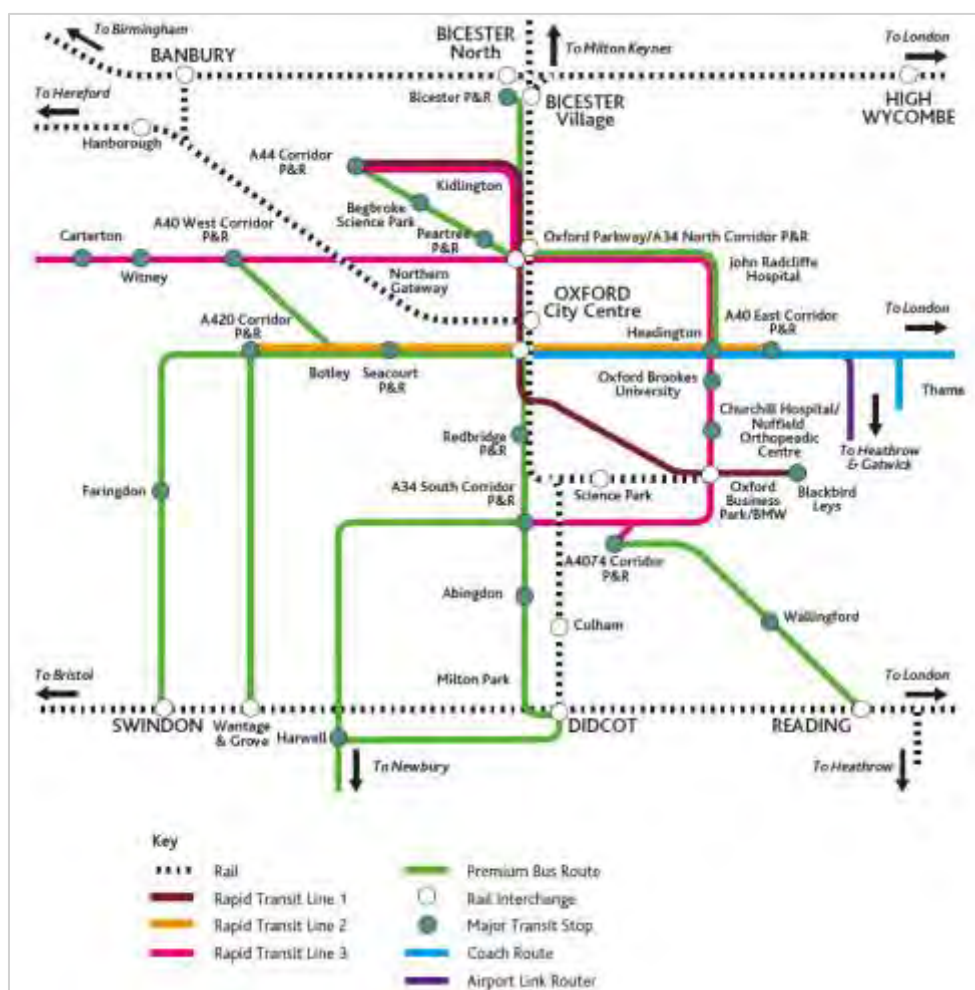 To Birmingham
BANBURY
BICESTER
North
To Milton Keynes
To London
To Hereford
Bicester P&R
BICESTER
Village
HIGH
WYCOMBE
Hanborough
A44 Corridor
P&R
Kidlington
Begbroke
Science Park
A40 West Corridor
P&R
Peartree
P&R
Oxford Parkway/A34 North Corridor P&R
Carterton
Witney
Northern
Gateway
John Radcliffe
Hospital
OXFORD
City Centre
A420 Corridor
P&R
Headington
A40 East Corridor
P&R
To London
Botley
Seacourt
P&R
Oxford Brookes
University
Thame
Redbridge
P&R
Churchill Hospital/
Nuffield
Orthopeadic
Centre
To Heathrow
& Gatwick
Faringdon
A34 South Corridor
P&R
Science Park
Oxford
Business
Park/BMW
Blackbird
Leys
A4074 Corridor
P&R
Abingdon
Culham
Wallingford
To Bristol
Milton Park
To London
SWINDON
Wantage
& Grove
Harwell
DIDCOT
READING
To Newbury
To Heathrow
Key
Rail
Premium Bus Route
Rapid Transit Line 1
Rail Interchange
Rapid Transit Line 2
Major Transit Stop
Rapid Transit Line 3
Coach Route
Airport Link Router